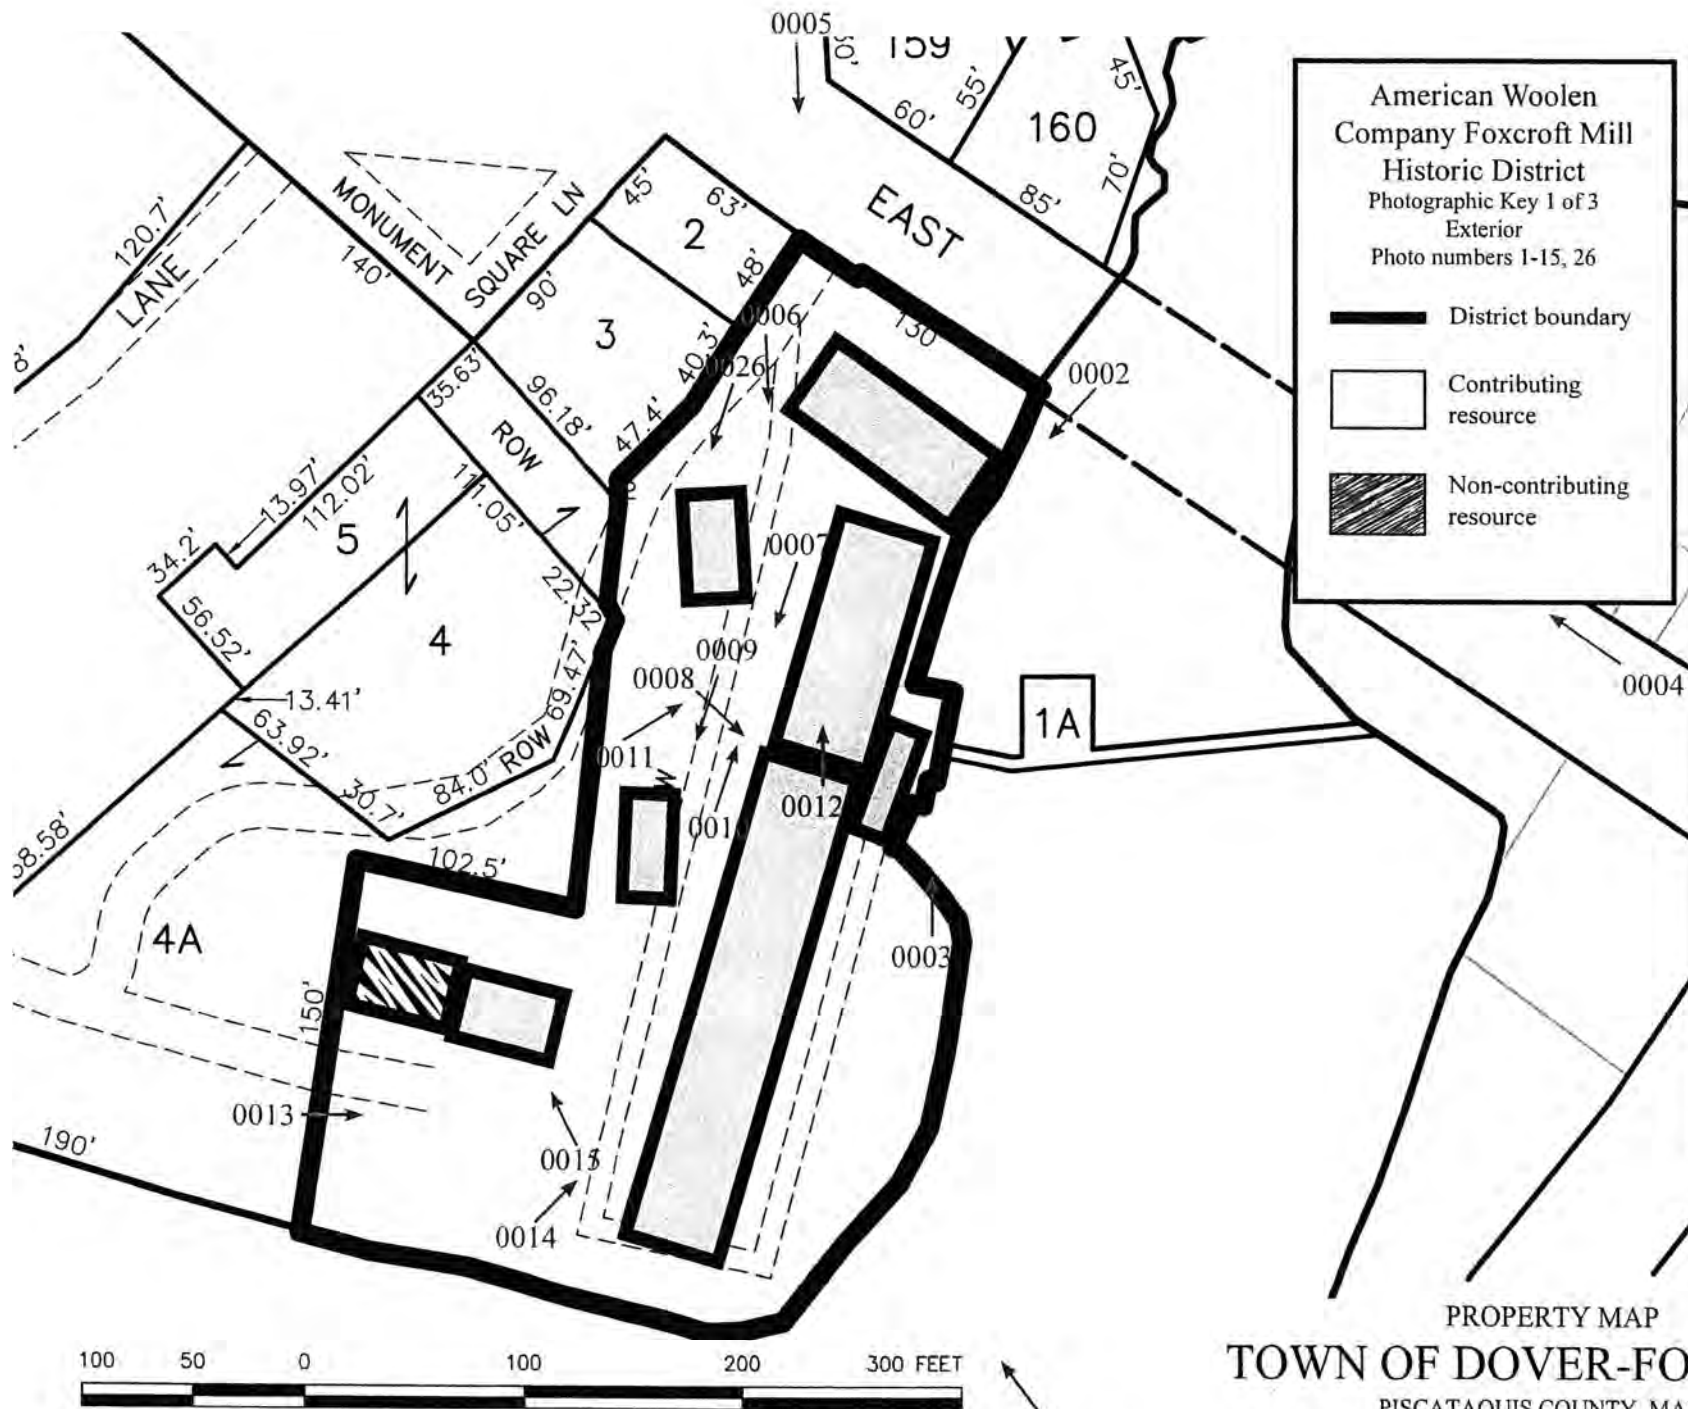 0005
159
55'
45'
60'
160
70'
85'
EAST
American Woolen
Company Foxcroft Mill
Historic District
Photographic Key 1 of 3
Exterior
Photo numbers 1-15, 26
District boundary
Contributing
resource
Non-contributing
resource
120.7'
LANE
8'
140'
MONUMENT
SQUARE LN
45'
63'
2
48'
90'
3
40.3'
0006
0026
130
0002
35.63'
96.18'
47.4'
ROW
13.97'
112.02'
111.05'
5
34.2'
56.52'
22.32
4
0007
0009
0008
0011
69.47'
ROW
13.41'
63.92'
30.7'
84.0'
1A
0004
0012
0010
58.58'
102.5'
4A
0003
150'
0013
190'
0015
0014
100 50 0 100 200 300 FEET
PROPERTY MAP
TOWN OF DOVER-FO
PISCATAQUIS COUNTY, MA